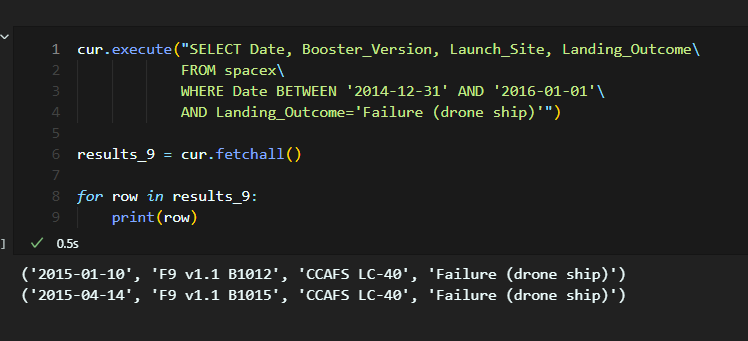 1 cur.execute("SELECT Date, Booster_Version, Launch_Site, Landing_Outcome\
2 FROM spacex\
3 WHERE Date BETWEEN '2014-12-31' AND '2016-01-01'\
4 AND Landing_Outcome='Failure (drone ship)'")
5
6 results_9 = cur.fetchall()
7
8 for row in results_9:
9 print(row)
] ✓ 0.5s
('2015-01-10', 'F9 v1.1 B1012', 'CCAFS LC-40', 'Failure (drone ship)')
('2015-04-14', 'F9 v1.1 B1015', 'CCAFS LC-40', 'Failure (drone ship)')